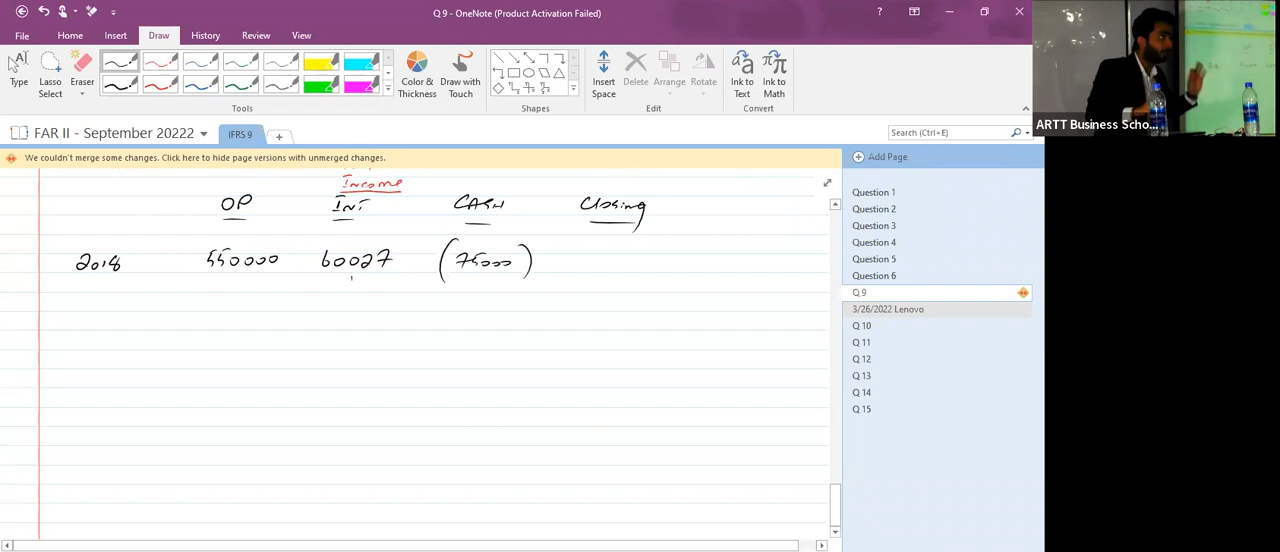 Q 9 - OneNote (Product Activation Failed)
?
File Home Insert Draw History Review View
Type
Lasso Select
Eraser
Color & Thickness
Draw with Touch
Insert Space
Delete
Arrange
Rotate
Ink to Text
Ink to Math
Tools
Shapes
Edit
Convert
FAR II - September 20222
IFRS 9
Search (Ctrl+E)
We couldn't merge some changes. Click here to hide page versions with unmerged changes.
Income
OP INT CASH Closing
2018 550000 60027 (75000)
Add Page
Question 1
Question 2
Question 3
Question 4
Question 5
Question 6
Q 9
3/26/2022 Lenovo
Q 10
Q 11
Q 12
Q 13
Q 14
Q 15
ARTT Business Scho...